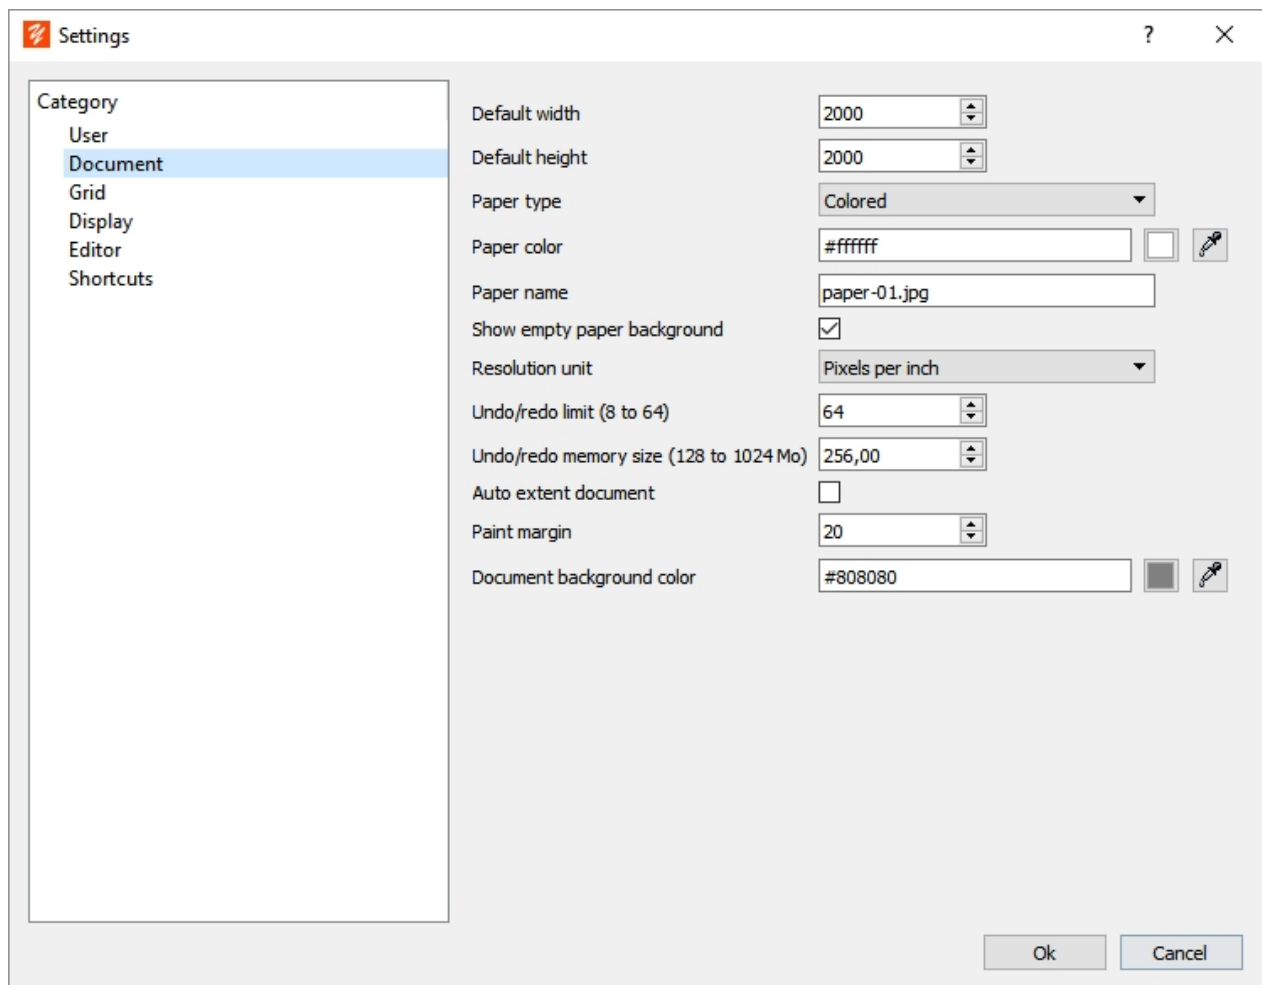 Settings
?
Category
User
Document
Grid
Display
Editor
Shortcuts
Default width 2000
Default height 2000
Paper type Colored
Paper color #ffffff
Paper name paper-01.jpg
Show empty paper background
Resolution unit Pixels per inch
Undo/redo limit (8 to 64) 64
Undo/redo memory size (128 to 1024 Mo) 256,00
Auto extent document
Paint margin 20
Document background color #808080
Ok Cancel